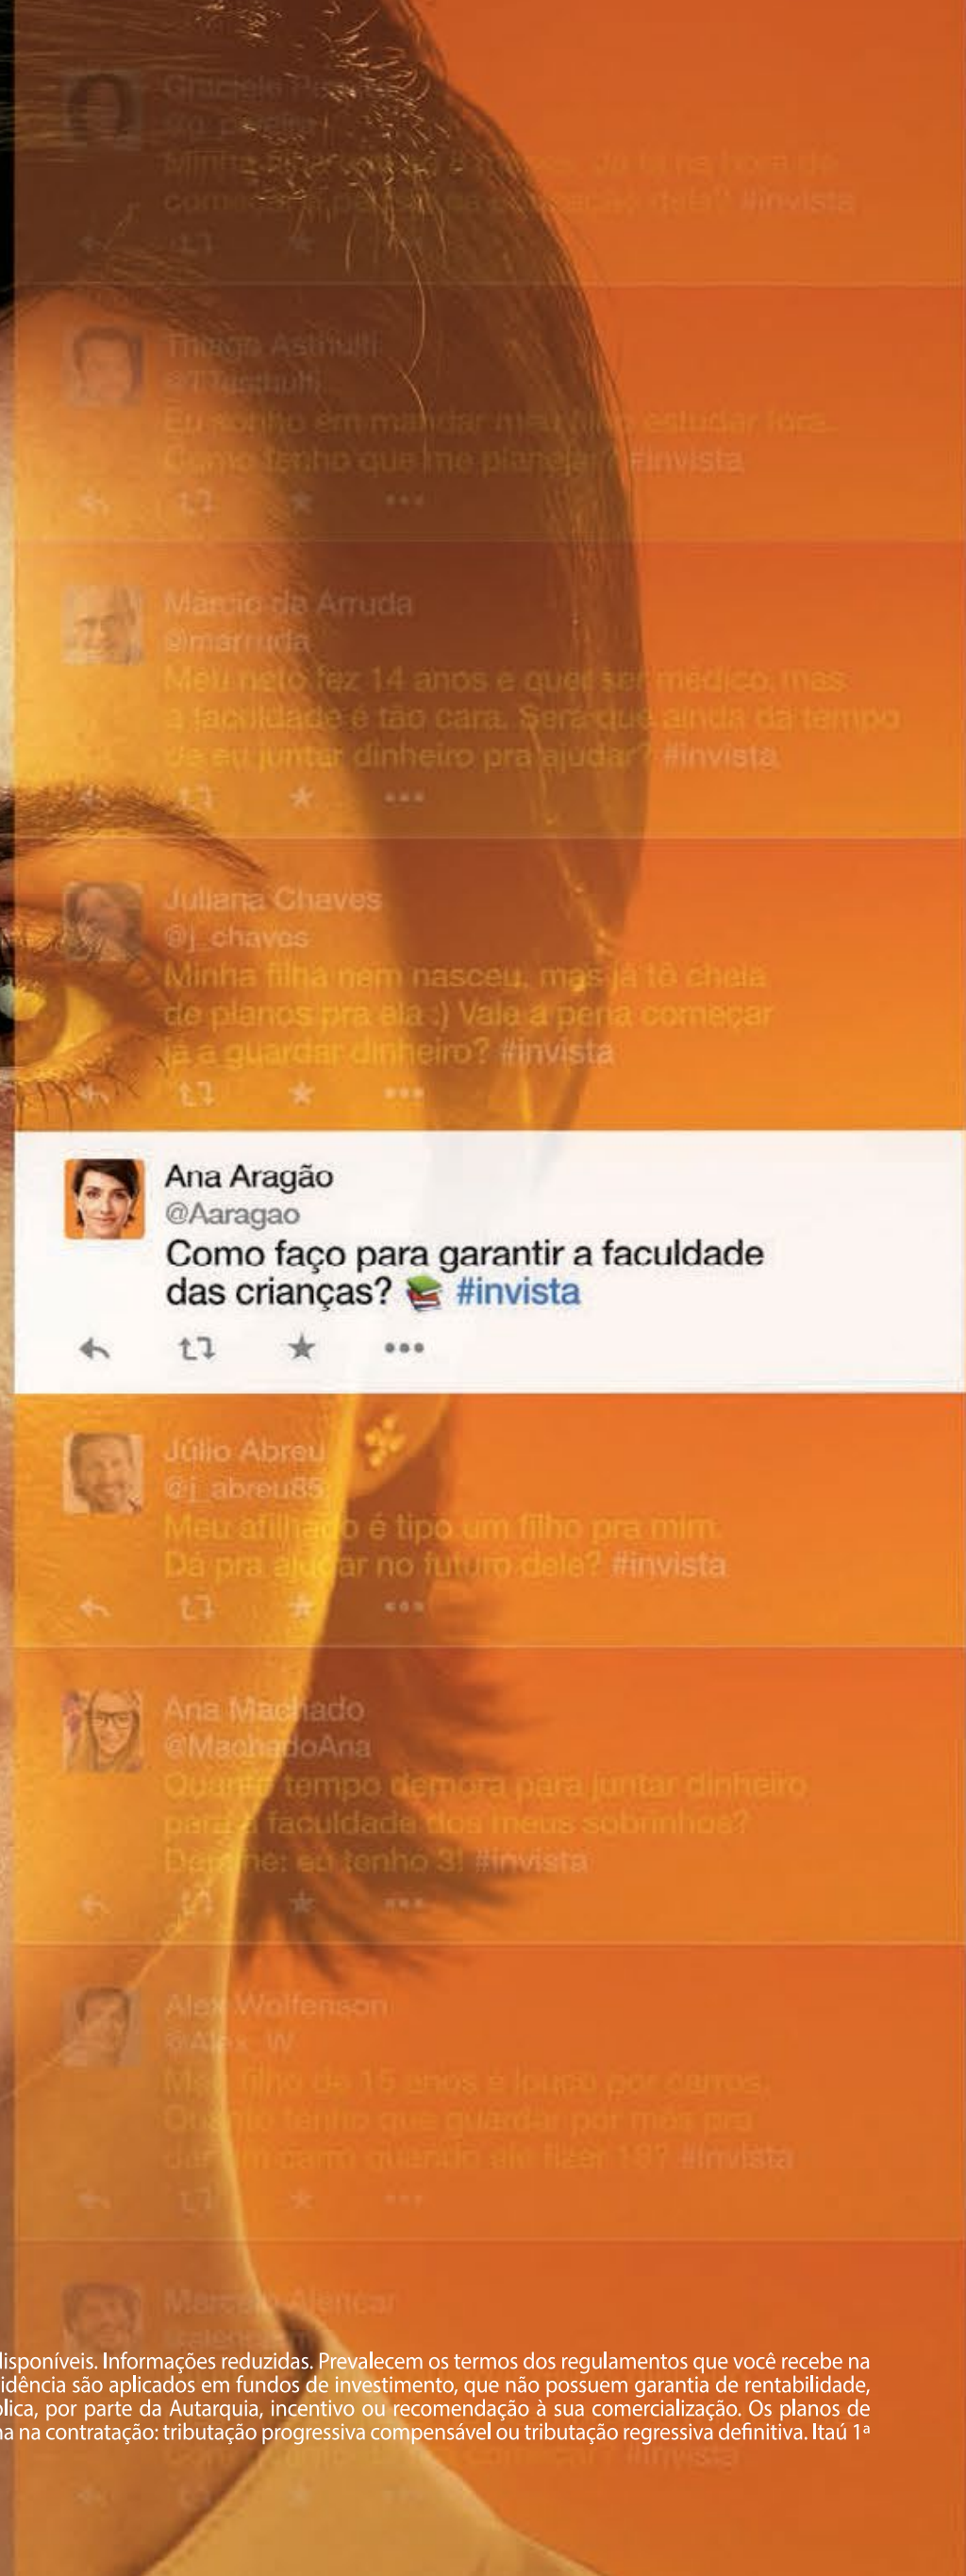 #invista
Thiago Asthulfi
Eu sonho em mandar meu filho estudar fora.
Como tenho que me planejar? #invista
Márcio de Arruda
@marruda
Meu neto fez 14 anos e quer ser médico, mas
a faculdade é tão cara. Será que ainda dá tempo
de eu juntar dinheiro pra ajudar? #invista
Juliana Chaves
@j_chaves
Minha filha nem nasceu, mas já tô cheia
de planos pra ela :) Vale a pena começar
já a guardar dinheiro? #invista
Ana Aragão
@Aaragao
Como faço para garantir a faculdade
das crianças? #invista
Júlio Abreu
@j_abreu85
Meu afilhado é tipo um filho pra mim.
Dá pra ajudar no futuro dele? #invista
Ana Machado
@MachadoAna
Quanto tempo demora para juntar dinheiro
para a faculdade dos meus sobrinhos?
Detalhe: eu tenho 3! #invista
Alex Wolfenson
@Alex_W
Meu filho de 15 anos é louco por carros.
Quanto tenho que guardar por mês pra
dar um carro quando ele fizer 18? #invista
Marcelo Alencar
disponíveis. Informações reduzidas. Prevalecem os termos dos regulamentos que você recebe na
idência são aplicados em fundos de investimento, que não possuem garantia de rentabilidade,
lica, por parte da Autarquia, incentivo ou recomendação à sua comercialização. Os planos de
na na contratação: tributação progressiva compensável ou tributação regressiva definitiva. Itaú 1ª
#invista